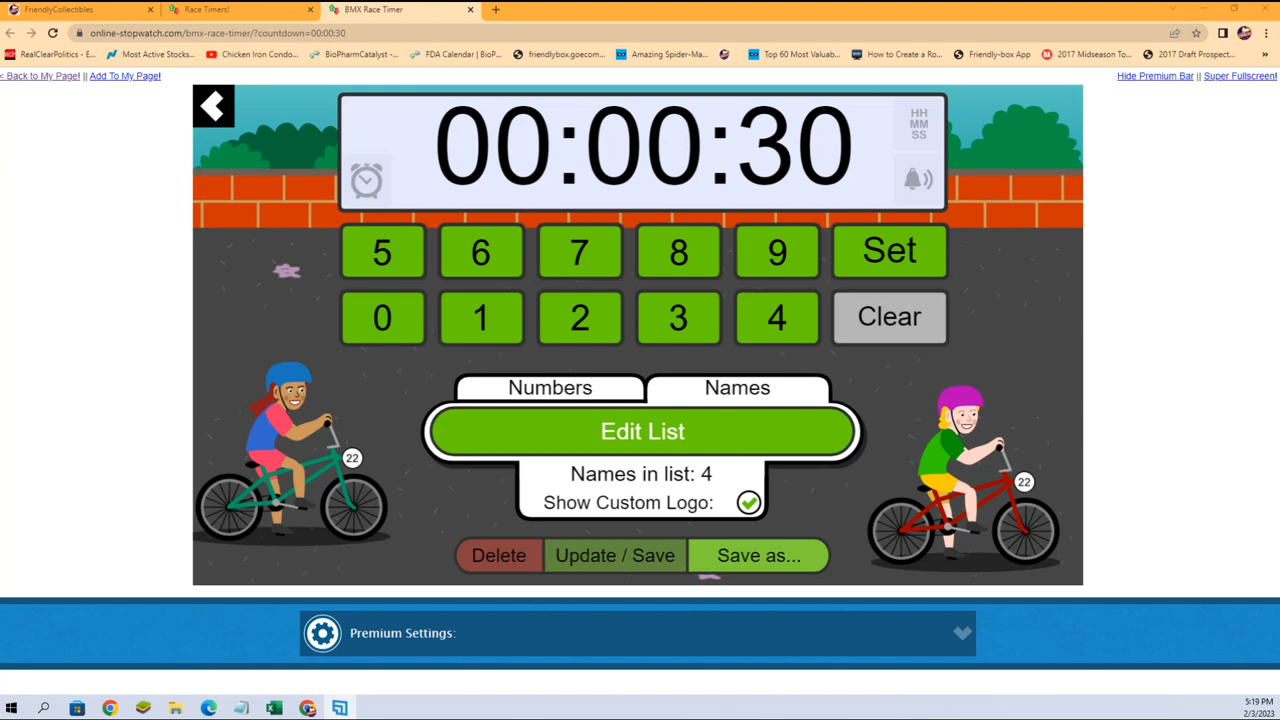 FriendlyCollectibles
Race Timers!
BMX Race Timer
online-stopwatch.com/bmx-race-timer/?countdown=00:00:30
RealClearPolitics - E...
Most Active Stocks...
Chicken Iron Condo...
BioPharmCatalyst -...
FDA Calendar | BioP...
friendlybox.goecom...
Amazing Spider-Ma...
Top 60 Most Valuab...
How to Create a Ro...
Friendly-box App
2017 Midseason To...
2017 Draft Prospect...
< Back to My Page! || Add To My Page!
Hide Premium Bar || Super Fullscreen!
00:00:30
HH
MM
SS
5 6 7 8 9 Set
0 1 2 3 4 Clear
Numbers Names
Edit List
Names in list: 4
Show Custom Logo:
22
22
Delete Update / Save Save as...
Premium Settings:
5:19 PM
2/3/2023